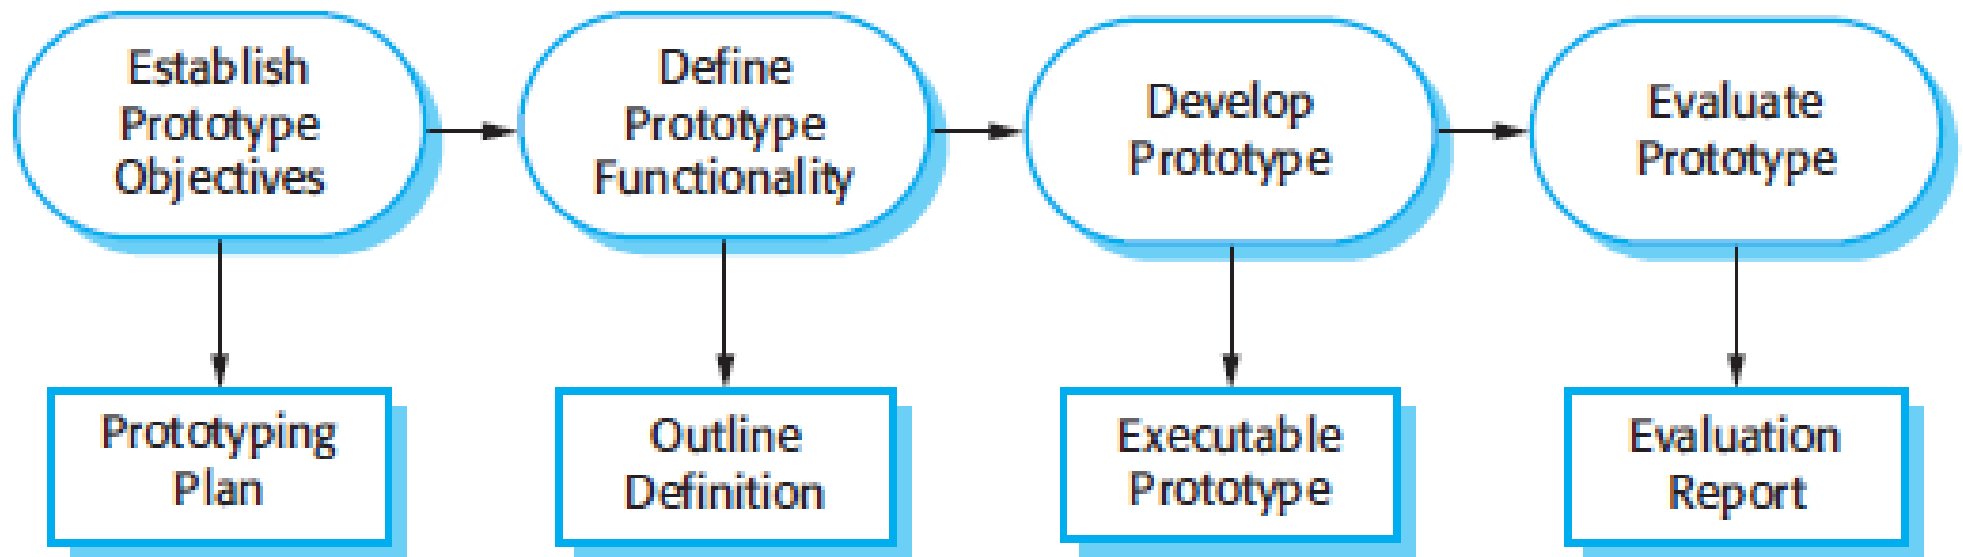 Establish
Prototype
Objectives
Define
Prototype
Functionality
Develop
Prototype
Evaluate
Prototype
Prototyping
Plan
Outline
Definition
Executable
Prototype
Evaluation
Report